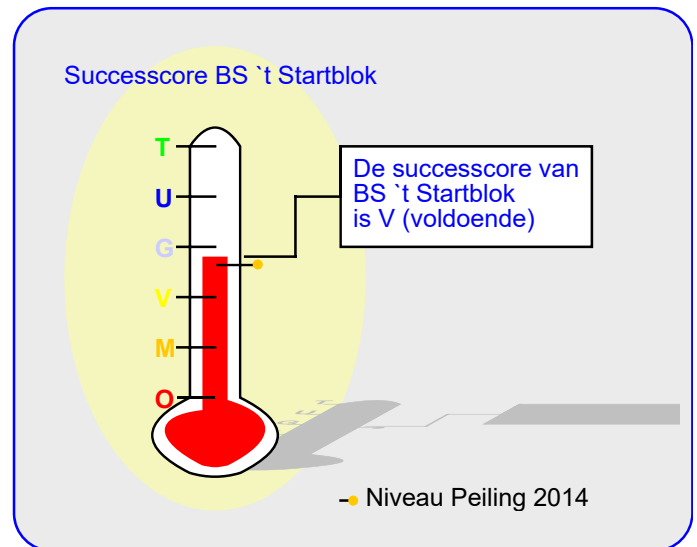 Successcore BS `t Startblok
T
U
G
V
M
O
De successcore van
BS `t Startblok
is V (voldoende)
T
U
G
Niveau Peiling 2014